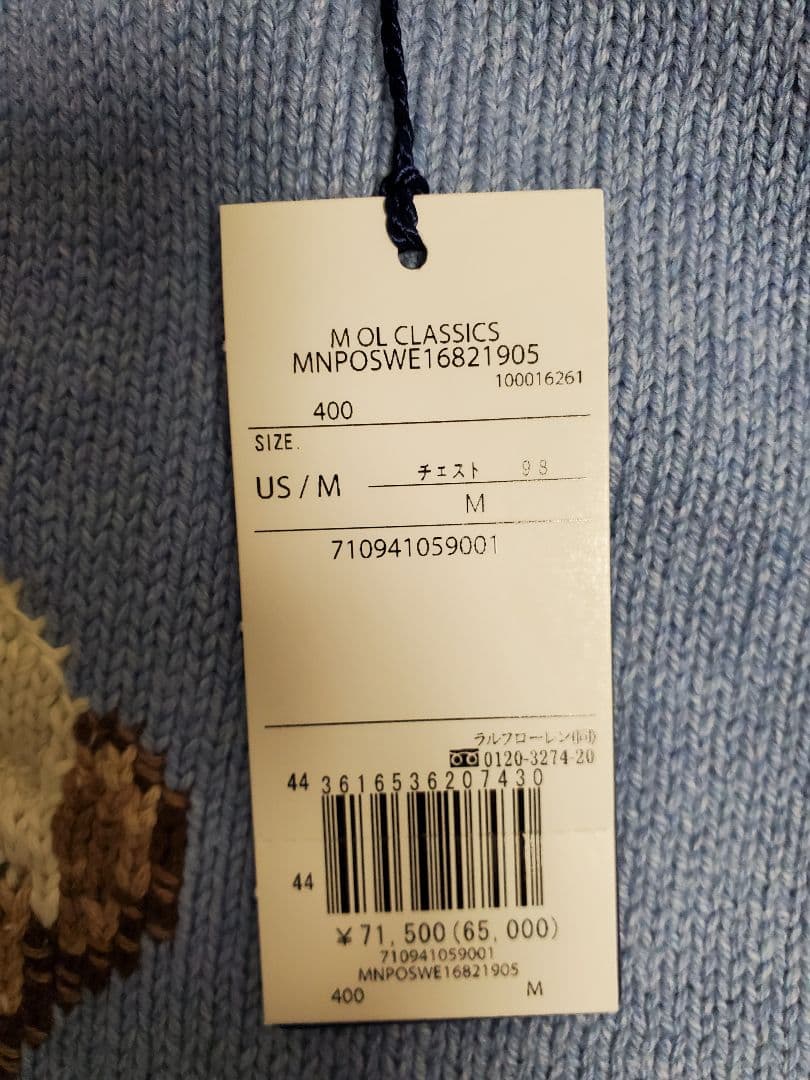 M OL CLASSICS
MNPOSWE16821905
100016261
400
SIZE.
US / M
チェスト 98
M
710941059001
ラルフローレン(同)
0120-3274-20
44 3616536207430
44
¥71,500(65,000)
710941059001
MNPOSWE16821905
400 M